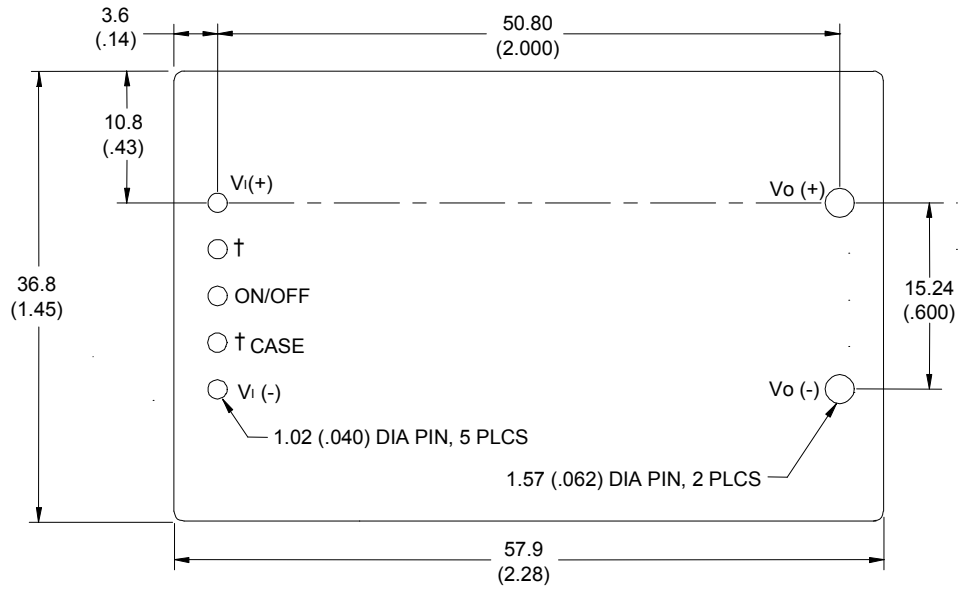 3.6
(.14)
50.80
(2.000)
10.8
(.43)
VI(+)
Vo (+)
†
36.8
(1.45)
ON/OFF
15.24
(.600)
† CASE
VI (-)
Vo (-)
1.02 (.040) DIA PIN, 5 PLCS
1.57 (.062) DIA PIN, 2 PLCS
57.9
(2.28)